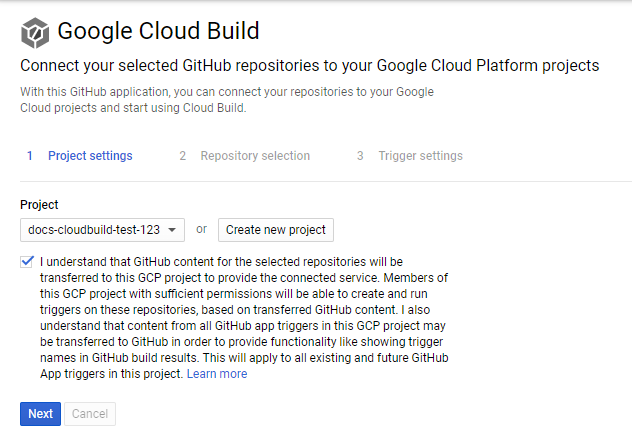 Google Cloud Build
Connect your selected GitHub repositories to your Google Cloud Platform projects
With this GitHub application, you can connect your repositories to your Google
Cloud projects and start using Cloud Build.
1 Project settings 2 Repository selection 3 Trigger settings
Project
docs-cloudbuild-test-123 or Create new project
I understand that GitHub content for the selected repositories will be
transferred to this GCP project to provide the connected service. Members of
this GCP project with sufficient permissions will be able to create and run
triggers on these repositories, based on transferred GitHub content. I also
understand that content from all GitHub app triggers in this GCP project may
be transferred to GitHub in order to provide functionality like showing trigger
names in GitHub build results. This will apply to all existing and future GitHub
App triggers in this project. Learn more
Next Cancel